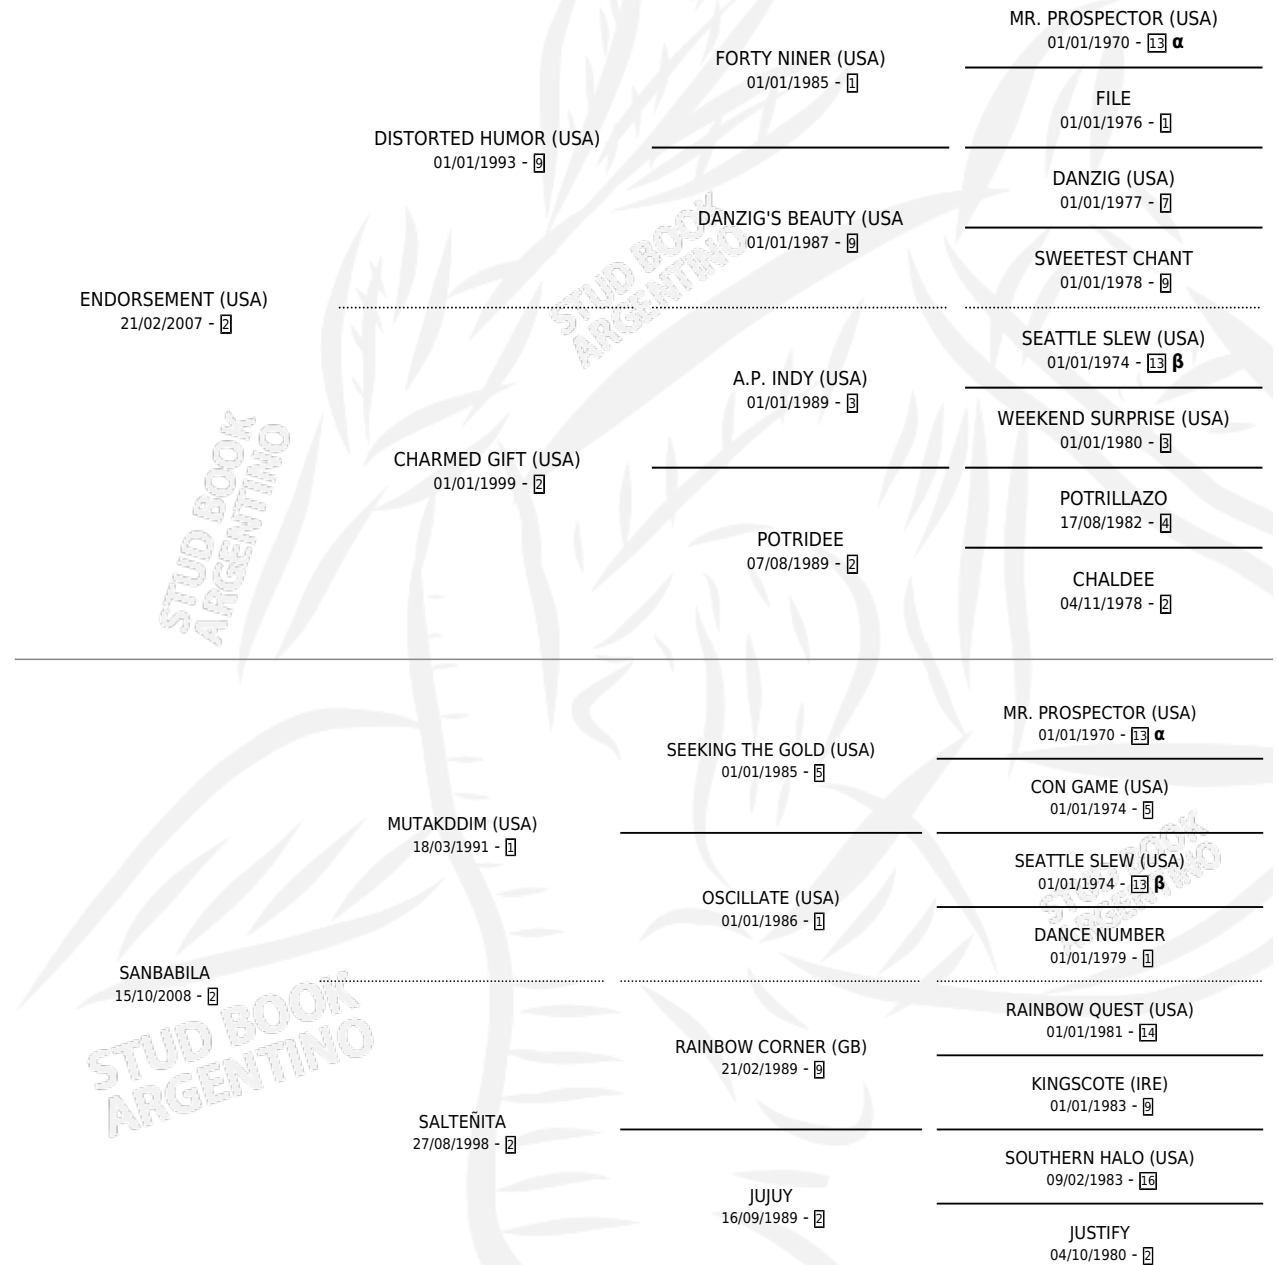 MR. PROSPECTOR (USA)
01/01/1970 - 13 α
FORTY NINER (USA)
01/01/1985 - 1
FILE
01/01/1976 - 1
DISTORTED HUMOR (USA)
01/01/1993 - 9
DANZIG (USA)
01/01/1977 - 7
DANZIG'S BEAUTY (USA
01/01/1987 - 9
SWEETEST CHANT
01/01/1978 - 9
ENDORSEMENT (USA)
21/02/2007 - 2
SEATTLE SLEW (USA)
01/01/1974 - 13 β
A.P. INDY (USA)
01/01/1989 - 3
WEEKEND SURPRISE (USA)
01/01/1980 - 3
CHARMED GIFT (USA)
01/01/1999 - 2
POTRILLAZO
17/08/1982 - 4
POTRIDEE
07/08/1989 - 2
CHALDEE
04/11/1978 - 2
STUD BOOK
ARGENTINO
STUD BOOK
ARGENTINO
MR. PROSPECTOR (USA)
01/01/1970 - 13 α
SEEKING THE GOLD (USA)
01/01/1985 - 5
CON GAME (USA)
01/01/1974 - 5
MUTAKDDIM (USA)
18/03/1991 - 1
SEATTLE SLEW (USA)
01/01/1974 - 13 β
OSCILLATE (USA)
01/01/1986 - 1
DANCE NUMBER
01/01/1979 - 1
SANBABILA
15/10/2008 - 2
RAINBOW QUEST (USA)
01/01/1981 - 14
RAINBOW CORNER (GB)
21/02/1989 - 9
KINGSCOTE (IRE)
01/01/1983 - 9
SALTEÑITA
27/08/1998 - 2
SOUTHERN HALO (USA)
09/02/1983 - 16
JUJUY
16/09/1989 - 2
JUSTIFY
04/10/1980 - 2
STUD BOOK
ARGENTINO
STUD BOOK
ARGENTINO